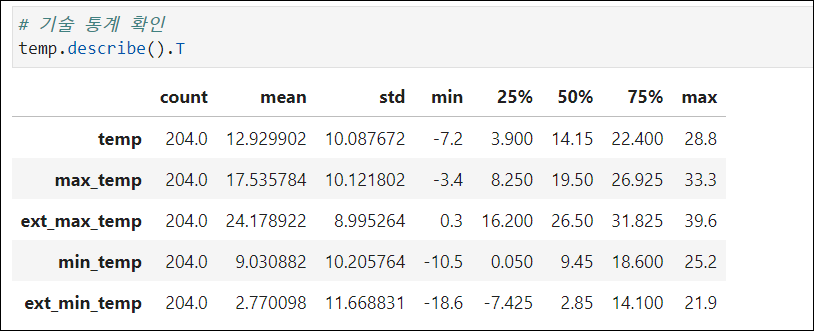 # 기술 통계 확인
temp.describe().T
count mean std min 25% 50% 75% max
temp 204.0 12.929902 10.087672 -7.2 3.900 14.15 22.400 28.8
max_temp 204.0 17.535784 10.121802 -3.4 8.250 19.50 26.925 33.3
ext_max_temp 204.0 24.178922 8.995264 0.3 16.200 26.50 31.825 39.6
min_temp 204.0 9.030882 10.205764 -10.5 0.050 9.45 18.600 25.2
ext_min_temp 204.0 2.770098 11.668831 -18.6 -7.425 2.85 14.100 21.9